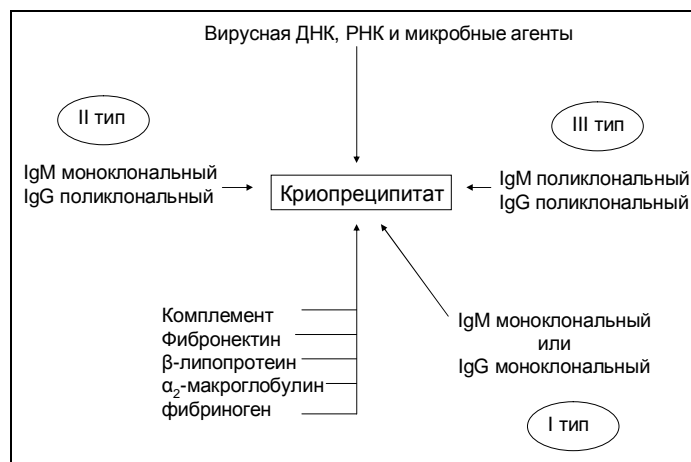 Вирусная ДНК, РНК и микробные агенты
II тип
III тип
IgM моноклональный
IgG поликлональный
Криопреципитат
IgM поликлональный
IgG поликлональный
Комплемент
Фибронектин
β-липопротеин
α₂-макроглобулин
фибриноген
IgM моноклональный
или
IgG моноклональный
I тип